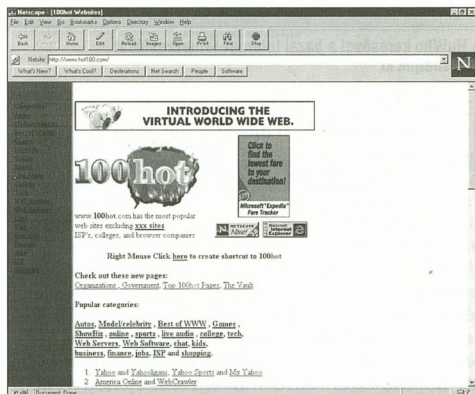 Netscape - [100hot Websites]
File Edit View Go Bookmarks Options Directory Window Help
Back Home Edit Reload Images Open Print Find Stop
Netsite: http://www.hot100.com/
What's New? What's Cool? Destinations Net Search People Software
N
INTRODUCING THE
VIRTUAL WORLD WIDE WEB.
100hot
Click to
find the
lowest fare
to your
destination!
Microsoft "Expedia"
Fare Tracker
www.100hot.com has the most popular
web sites excluding xxx sites
ISP's, colleges, and browser companies
NETSCAPE
NOW!
Microsoft
Internet
Explorer
Right Mouse Click here to create shortcut to 100hot
Check out these new pages:
Organizations , Government, Top 100hot Pages, The Vault.
Popular categories:
Autos, Model/celebrity , Best of WWW , Games ,
ShowBiz , online , sports , live audio , college, tech,
Web Servers, Web Software, chat, kids,
business, finance, jobs, ISP and shopping.
1. Yahoo and Yahooligans, Yahoo Sports and My Yahoo
2. America Online and WebCrawler
Document: Done